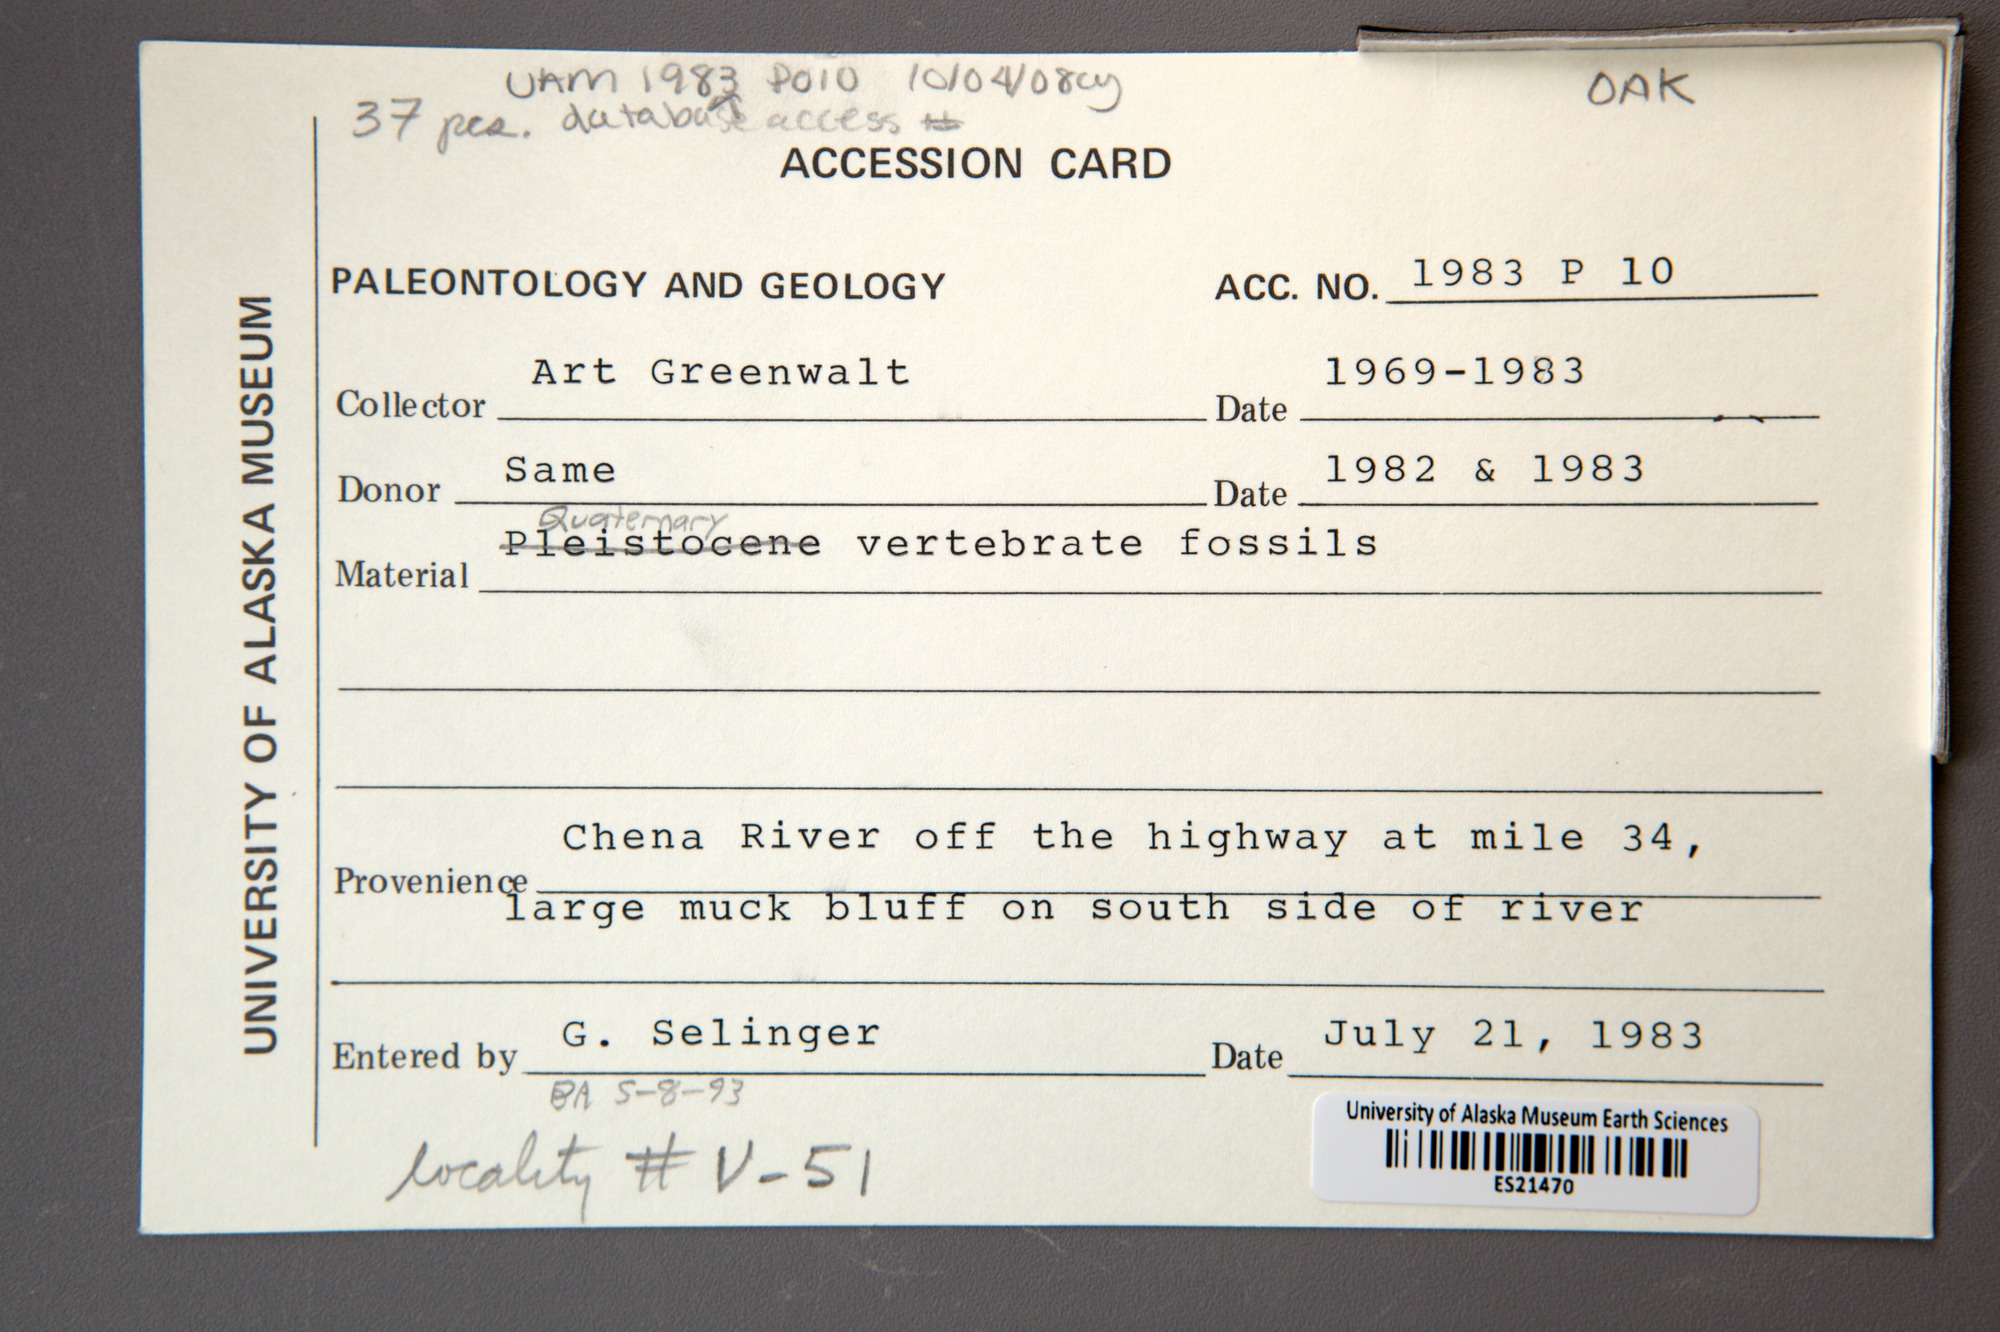 UAM 1983 P010 10/04/08cy
OAK
37 pcs. database access #
ACCESSION CARD
UNIVERSITY OF ALASKA MUSEUM
PALEONTOLOGY AND GEOLOGY ACC. NO. 1983 P 10
Collector Art Greenwalt Date 1969-1983
Donor Same Date 1982 & 1983
Quaternary
Material Pleistocene vertebrate fossils
Provenience Chena River off the highway at mile 34,
large muck bluff on south side of river
Entered by G. Selinger Date July 21, 1983
BA 5-8-93
locality # V-51
University of Alaska Museum Earth Sciences
ES21470